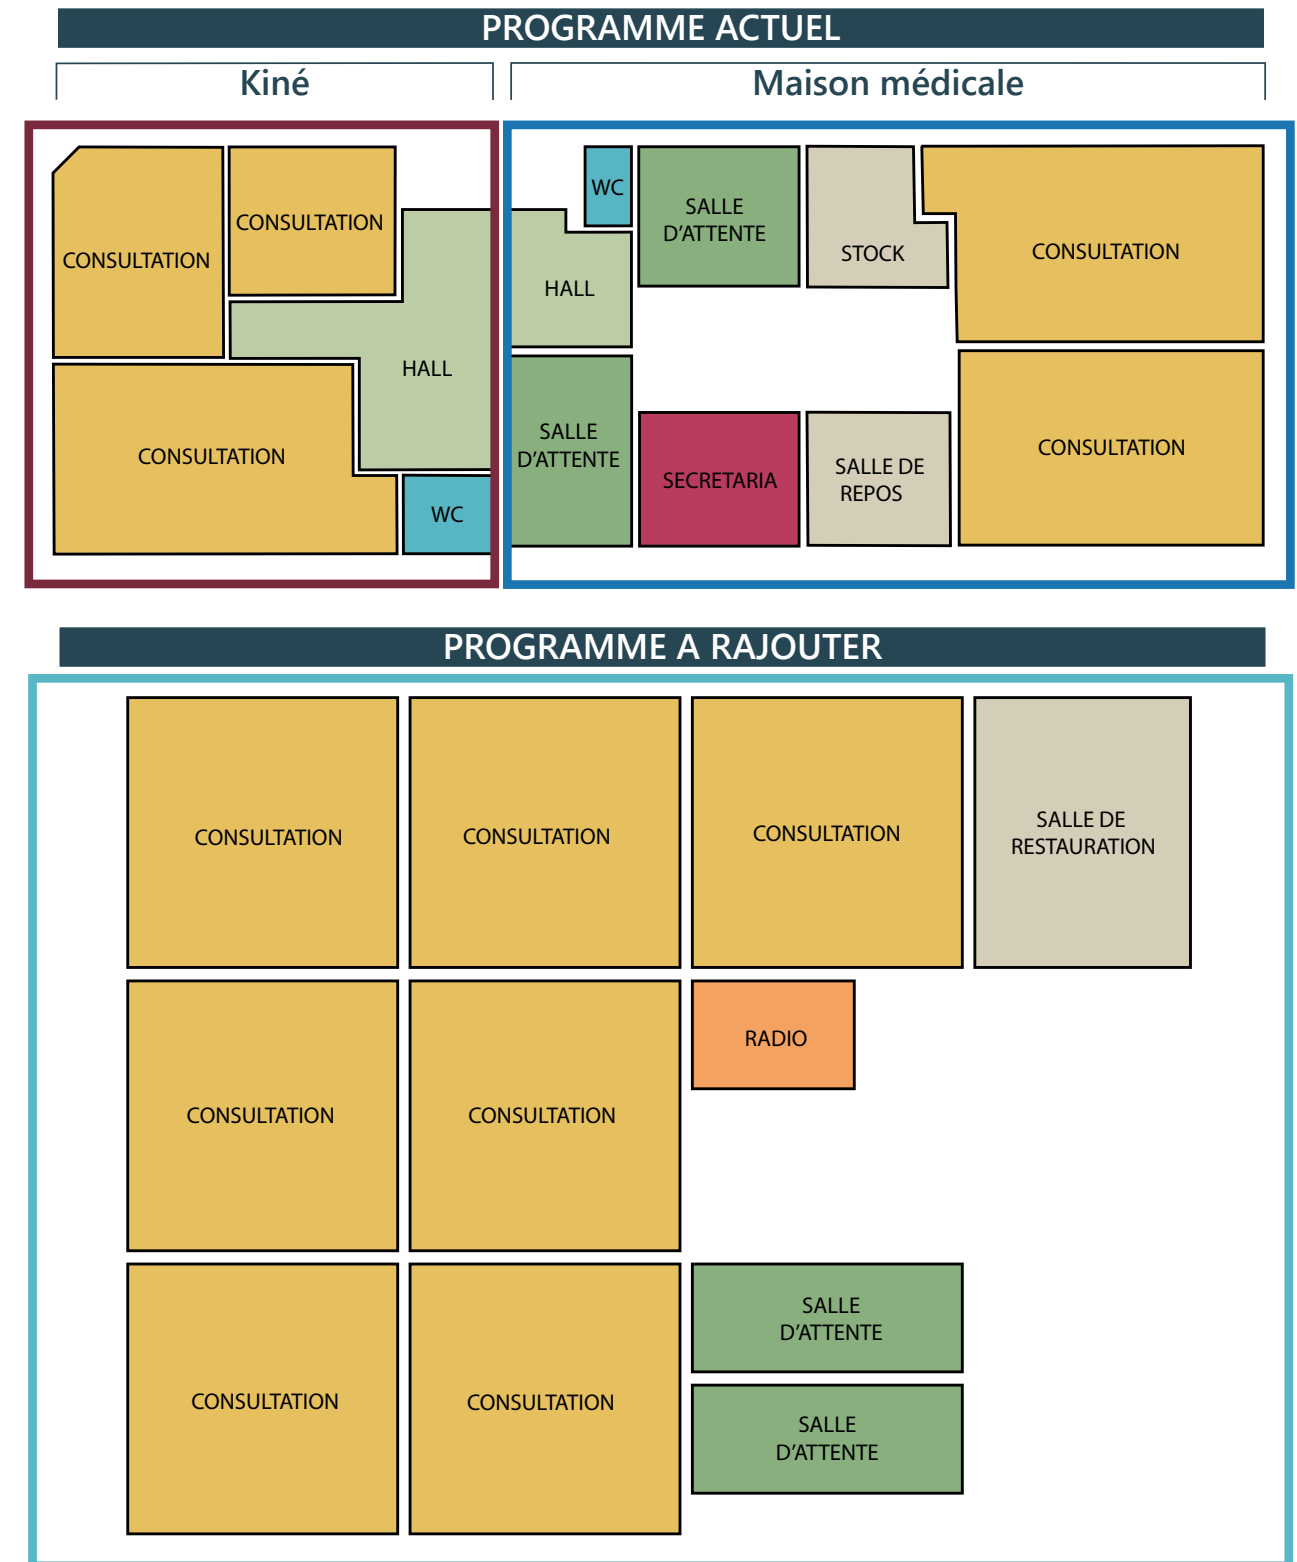 PROGRAMME ACTUEL
Kiné
Maison médicale
CONSULTATION
CONSULTATION
HALL
CONSULTATION
WC
WC
SALLE
D'ATTENTE
STOCK
CONSULTATION
HALL
SALLE
D'ATTENTE
SECRETARIA
SALLE DE
REPOS
CONSULTATION
PROGRAMME A RAJOUTER
CONSULTATION
CONSULTATION
CONSULTATION
SALLE DE
RESTAURATION
CONSULTATION
CONSULTATION
RADIO
CONSULTATION
CONSULTATION
SALLE
D'ATTENTE
SALLE
D'ATTENTE